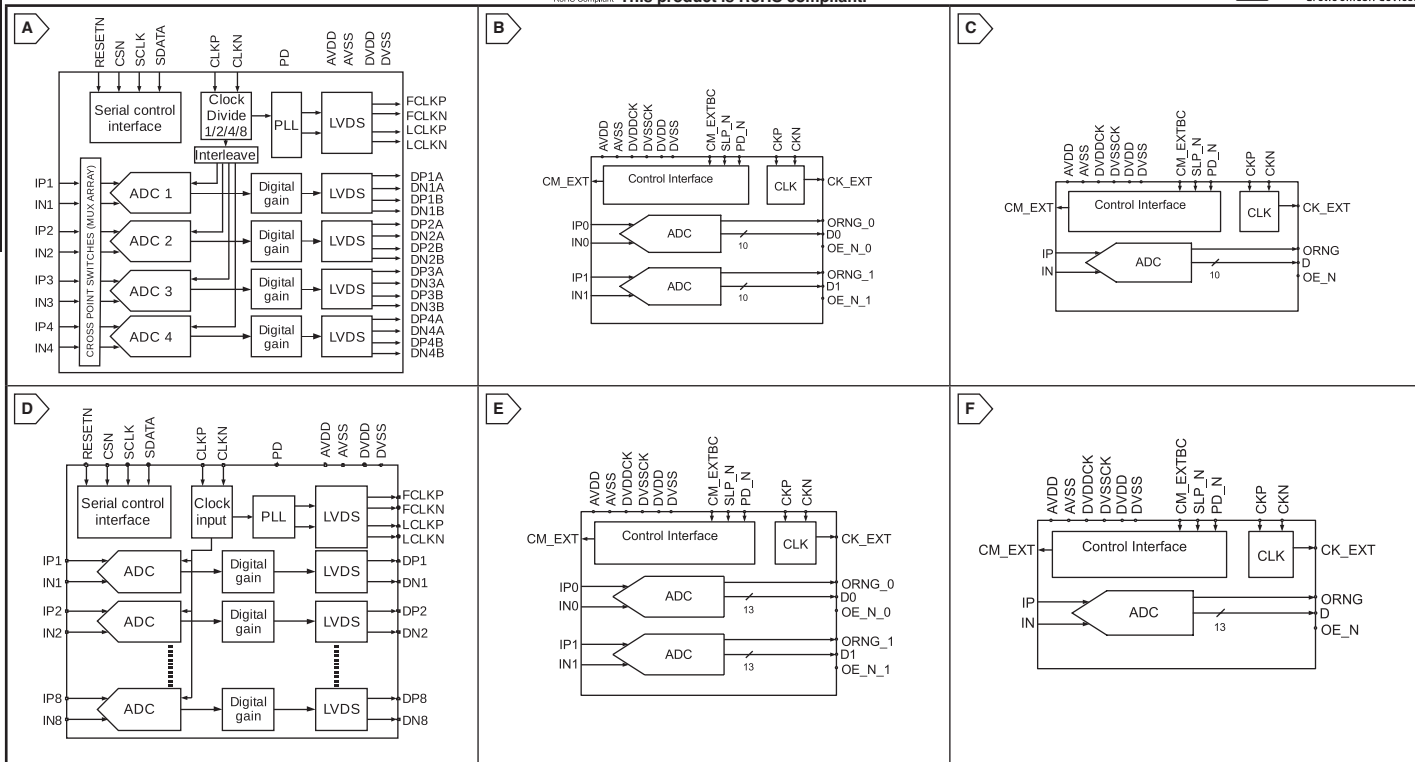 RoHS Compliant This product is RoHS compliant.
A
RESETN
CSN
SCLK
SDATA
CLKP
CLKN
PD
AVDD
AVSS
DVDD
DVSS
Serial control
interface
Clock
Divide
1/2/4/8
PLL
LVDS
FCLKP
FCLKN
LCLKP
LCLKN
Interleave
CROSS POINT SWITCHES (MUX ARRAY)
IP1
IN1
ADC 1
Digital
gain
LVDS
DP1A
DN1A
DP1B
DN1B
IP2
IN2
ADC 2
Digital
gain
LVDS
DP2A
DN2A
DP2B
DN2B
IP3
IN3
ADC 3
Digital
gain
LVDS
DP3A
DN3A
DP3B
DN3B
IP4
IN4
ADC 4
Digital
gain
LVDS
DP4A
DN4A
DP4B
DN4B
B
AVDD
AVSS
DVDDCK
DVSSCK
DVDD
DVSS
CM_EXTBC
SLP_N
PD_N
CKP
CKN
CM_EXT
Control Interface
CLK
CK_EXT
IP0
IN0
ADC
10
ORNG_0
D0
OE_N_0
IP1
IN1
ADC
10
ORNG_1
D1
OE_N_1
C
AVDD
AVSS
DVDDCK
DVSSCK
DVDD
DVSS
CM_EXTBC
SLP_N
PD_N
CKP
CKN
CM_EXT
Control Interface
CLK
CK_EXT
IP
IN
ADC
10
ORNG
D
OE_N
D
RESETN
CSN
SCLK
SDATA
CLKP
CLKN
PD
AVDD
AVSS
DVDD
DVSS
Serial control
interface
Clock
input
PLL
LVDS
FCLKP
FCLKN
LCLKP
LCLKN
IP1
IN1
ADC
Digital
gain
LVDS
DP1
DN1
IP2
IN2
ADC
Digital
gain
LVDS
DP2
DN2
IP8
IN8
ADC
Digital
gain
LVDS
DP8
DN8
E
AVDD
AVSS
DVDDCK
DVSSCK
DVDD
DVSS
CM_EXTBC
SLP_N
PD_N
CKP
CKN
CM_EXT
Control Interface
CLK
CK_EXT
IP0
IN0
ADC
13
ORNG_0
D0
OE_N_0
IP1
IN1
ADC
13
ORNG_1
D1
OE_N_1
F
AVDD
AVSS
DVDDCK
DVSSCK
DVDD
DVSS
CM_EXTBC
SLP_N
PD_N
CKP
CKN
CM_EXT
Control Interface
CLK
CK_EXT
IP
IN
ADC
13
ORNG
D
OE_N